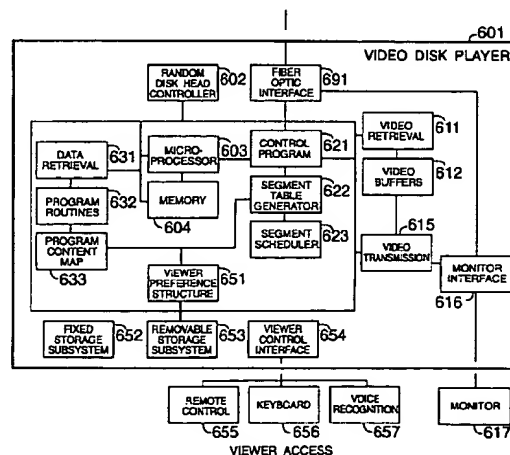 601
VIDEO DISK PLAYER
RANDOM
DISK HEAD
CONTROLLER
602
FIBER
OPTIC
INTERFACE
691
DATA
RETRIEVAL
631
MICRO-
PROCESSOR
603
CONTROL
PROGRAM
621
VIDEO
RETRIEVAL
611
PROGRAM
ROUTINES
632
MEMORY
604
SEGMENT
TABLE
GENERATOR
622
VIDEO
BUFFERS
612
PROGRAM
CONTENT
MAP
633
SEGMENT
SCHEDULER
623
615
VIDEO
TRANSMISSION
VIEWER
PREFERENCE
STRUCTURE
651
MONITOR
INTERFACE
616
FIXED
STORAGE
SUBSYSTEM
652
REMOVABLE
STORAGE
SUBSYSTEM
653
VIEWER
CONTROL
INTERFACE
654
REMOTE
CONTROL
655
KEYBOARD
656
VOICE
RECOGNITION
657
MONITOR
617
VIEWER ACCESS